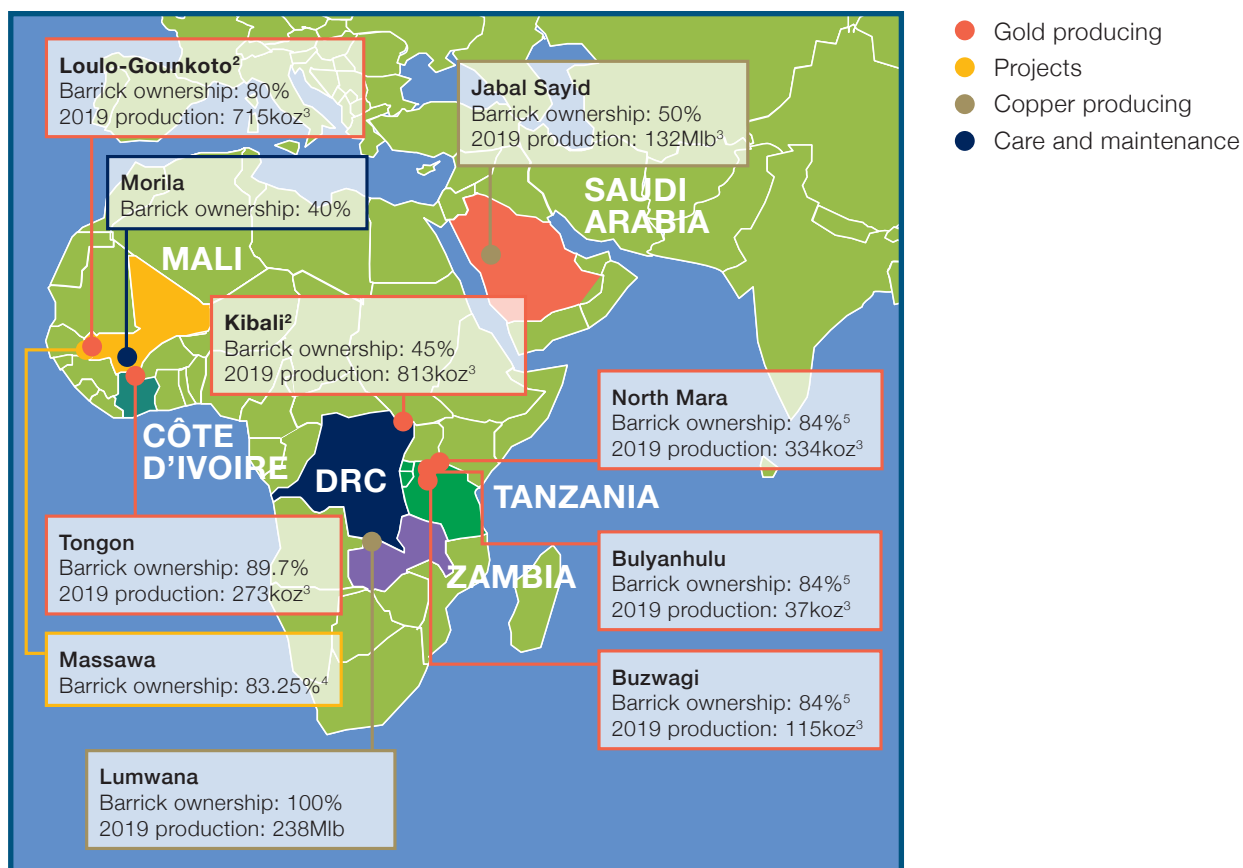 Loulo-Gounkoto²
Barrick ownership: 80%
2019 production: 715koz³
Jabal Sayid
Barrick ownership: 50%
2019 production: 132Mlb³
Gold producing
Projects
Copper producing
Care and maintenance
Morila
Barrick ownership: 40%
SAUDI
ARABIA
MALI
Kibali²
Barrick ownership: 45%
2019 production: 813koz³
North Mara
Barrick ownership: 84%⁵
2019 production: 334koz³
CÔTE
D'IVOIRE
DRC
TANZANIA
Tongon
Barrick ownership: 89.7%
2019 production: 273koz³
ZAMBIA
Bulyanhulu
Barrick ownership: 84%⁵
2019 production: 37koz³
Massawa
Barrick ownership: 83.25%⁴
Buzwagi
Barrick ownership: 84%⁵
2019 production: 115koz³
Lumwana
Barrick ownership: 100%
2019 production: 238Mlb